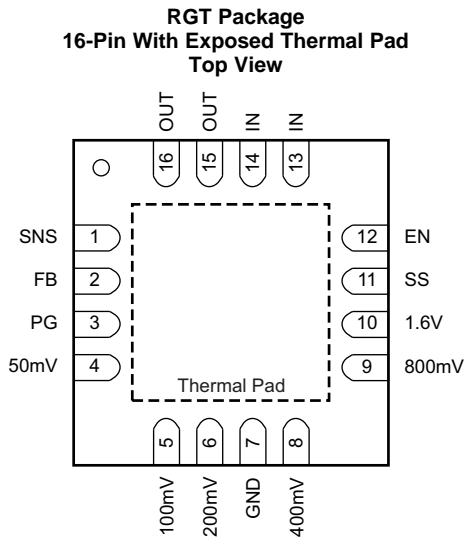 RGT Package
16-Pin With Exposed Thermal Pad
Top View
OUT
OUT
IN
IN
16
15
14
13
SNS 1
12 EN
FB 2
11 SS
PG 3
10 1.6V
50mV 4
9 800mV
Thermal Pad
5
6
7
8
100mV
200mV
GND
400mV